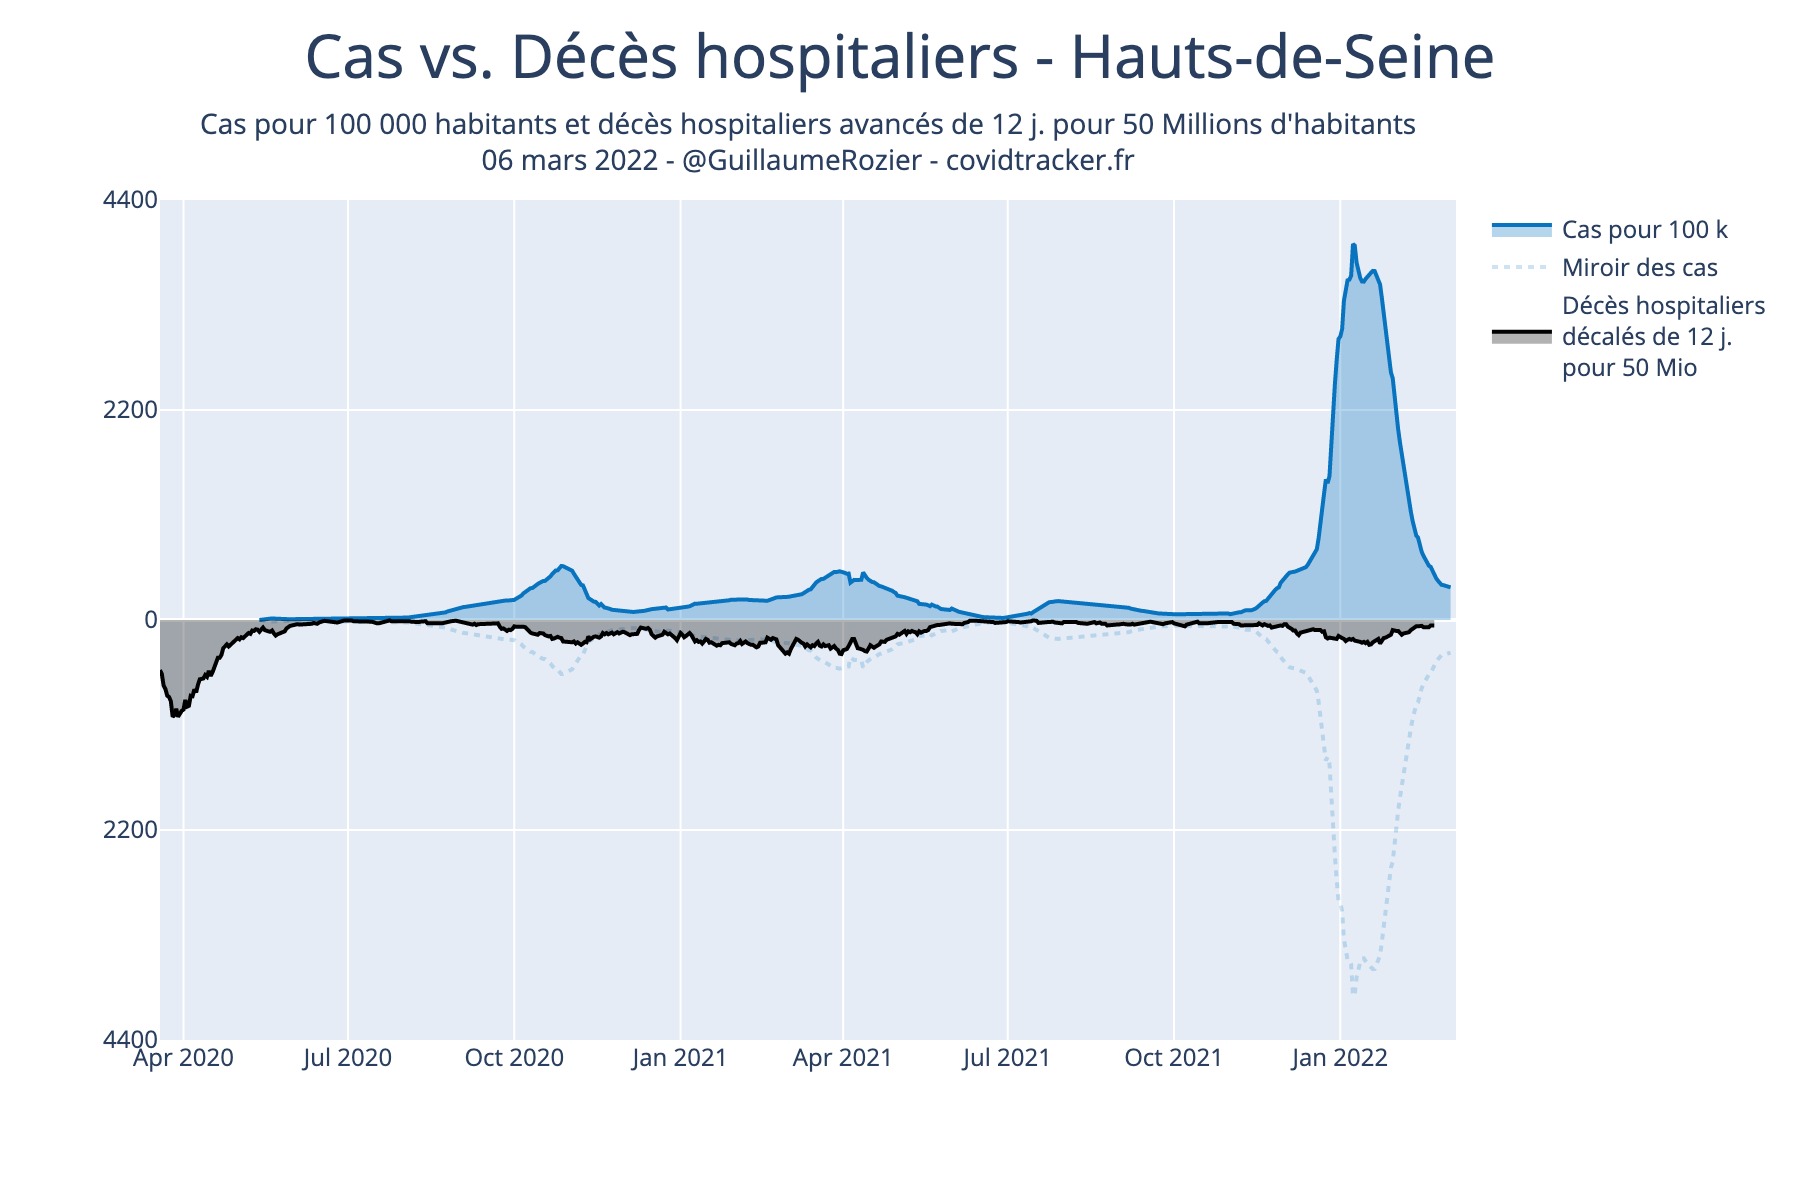 Cas vs. Décès hospitaliers - Hauts-de-Seine
Cas pour 100 000 habitants et décès hospitaliers avancés de 12 j. pour 50 Millions d'habitants
06 mars 2022 - @GuillaumeRozier - covidtracker.fr
4400
2200
0
2200
4400
Apr 2020
Jul 2020
Oct 2020
Jan 2021
Apr 2021
Jul 2021
Oct 2021
Jan 2022
Cas pour 100 k
Miroir des cas
Décès hospitaliers
décalés de 12 j.
pour 50 Mio